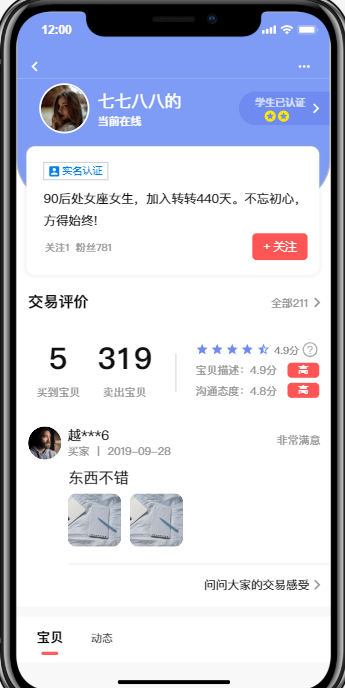 12:00
七七八八的
当前在线
学生已认证
实名认证
90后处女座女生，加入转转440天。不忘初心，
方得始终!
关注1 粉丝781
+ 关注
交易评价
全部211
5 319
买到宝贝 卖出宝贝
4.9分 ?
宝贝描述：4.9分 高
沟通态度：4.8分 高
越***6
买家 | 2019-09-28
非常满意
东西不错
问问大家的交易感受
宝贝 动态